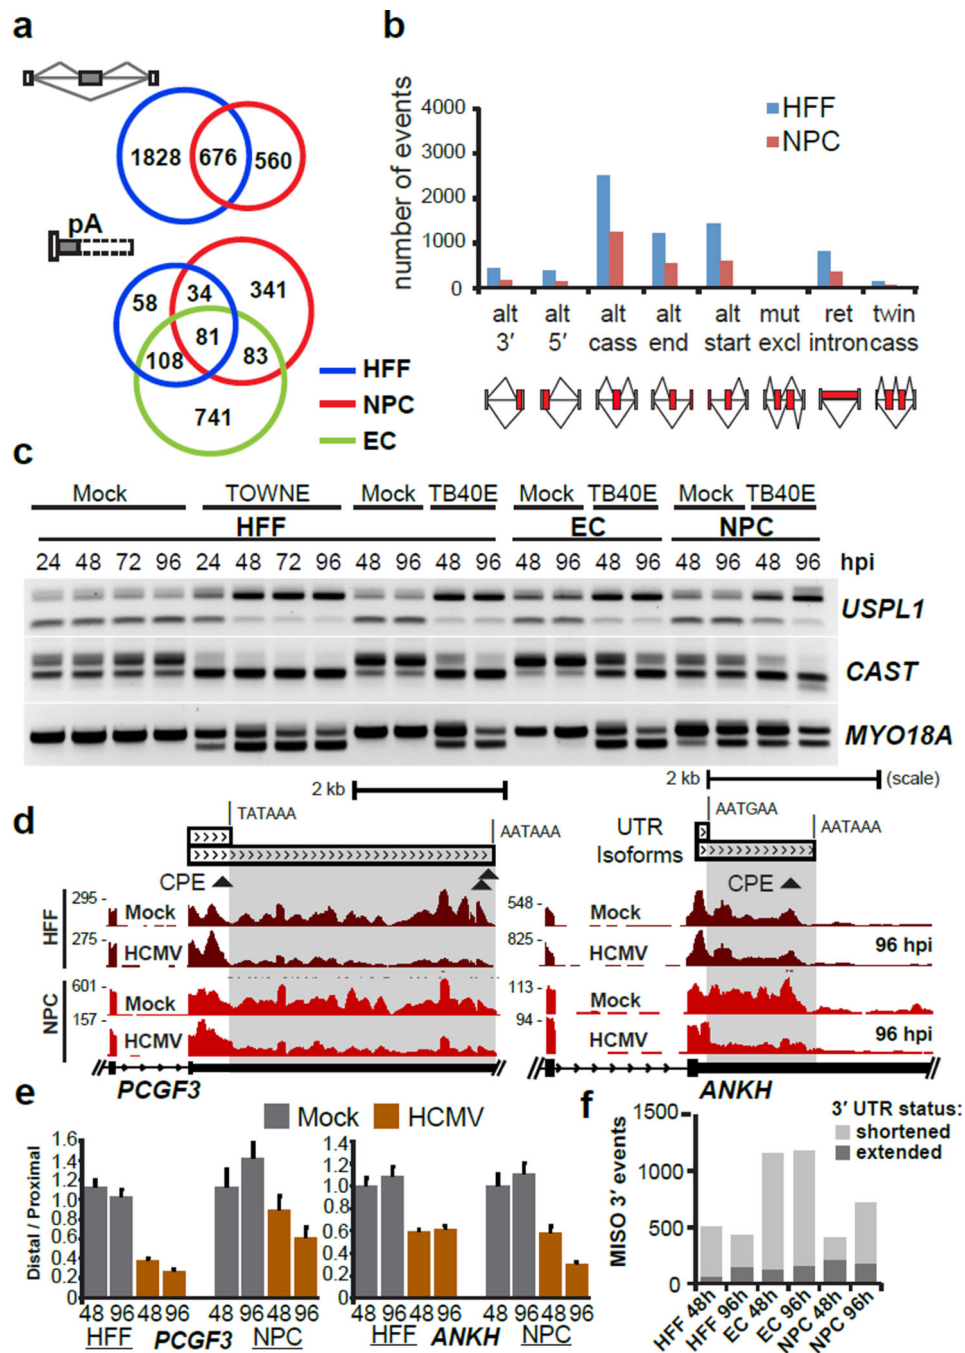 a
1828 676 560
pA
58 34 341
81
108 83
741
HFF
NPC
EC
b
number of events
4000
3000
2000
1000
0
HFF
NPC
alt 3′
alt 5′
alt cass
alt end
alt start
mut excl
ret intron
twin cass
c
Mock TOWNE Mock TB40E Mock TB40E Mock TB40E
HFF EC NPC
24 48 72 96 24 48 72 96 48 96 48 96 48 96 48 96 48 96 48 96 hpi
USPL1
CAST
MYO18A
2 kb
2 kb (scale)
d
TATAAA
AATAAA
UTR Isoforms
AATGAA
AATAAA
CPE
CPE
HFF
295 - Mock
275 - HCMV
NPC
601 - Mock
157 - HCMV
PCGF3
548 - Mock
825 - HCMV 96 hpi
113 - Mock
94 - HCMV 96 hpi
ANKH
e
Mock HCMV
Distal / Proximal
1.6
1.4
1.2
1.0
0.8
0.6
0.4
0.2
0
48 96 48 96 48 96 48 96
HFF PCGF3 NPC
1.4
1.2
1.0
0.8
0.6
0.4
0.2
0
48 96 48 96 48 96 48 96
HFF ANKH NPC
f
MISO 3′ events
1500
1000
500
0
3′ UTR status:
shortened
extended
HFF 48h
HFF 96h
EC 48h
EC 96h
NPC 48h
NPC 96h